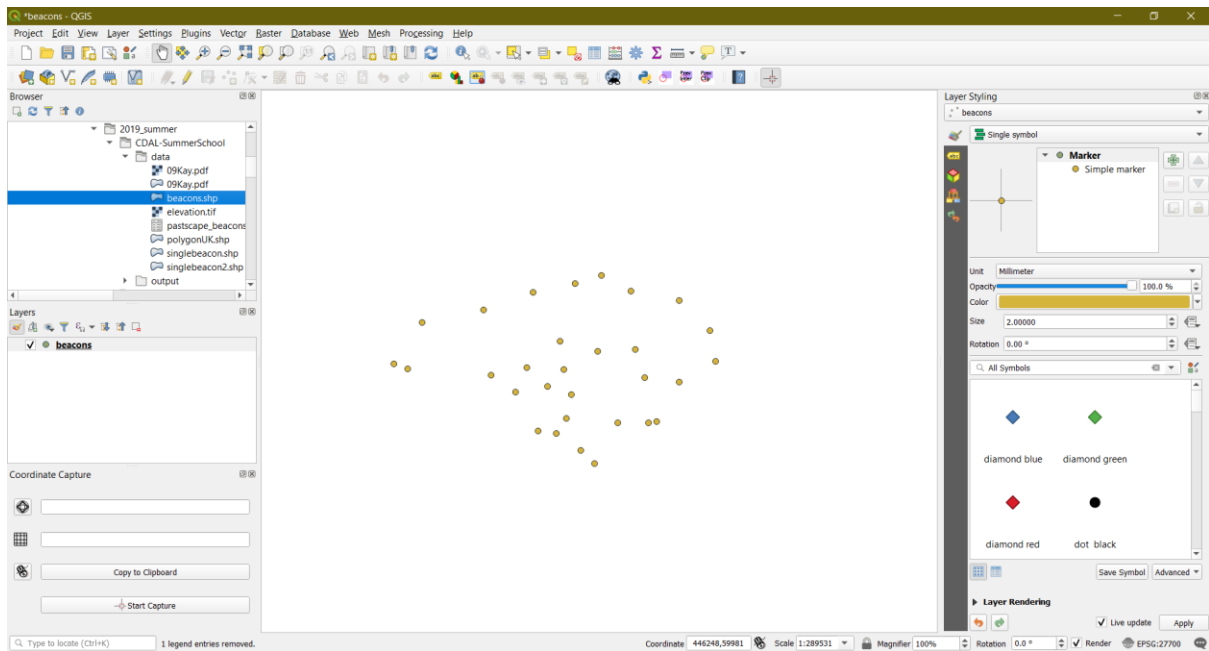 *beacons - QGIS
Project Edit View Layer Settings Plugins Vector Raster Database Web Mesh Processing Help
Browser
2019_summer
CDAL-SummerSchool
data
09Kay.pdf
09Kay.pdf
beacons.shp
elevation.tif
pastscape_beacons
polygonUK.shp
singlebeacon.shp
singlebeacon2.shp
output
Layers
beacons
Coordinate Capture
Copy to Clipboard
Start Capture
Layer Styling
beacons
Single symbol
Marker
Simple marker
Unit Millimeter
Opacity 100.0 %
Color
Size 2.00000
Rotation 0.00 °
All Symbols
diamond blue diamond green
diamond red dot black
Save Symbol Advanced
Layer Rendering
Live update Apply
Type to locate (Ctrl+K) 1 legend entries removed. Coordinate 446248,59981 Scale 1:289531 Magnifier 100% Rotation 0.0 ° Render EPSG:27700